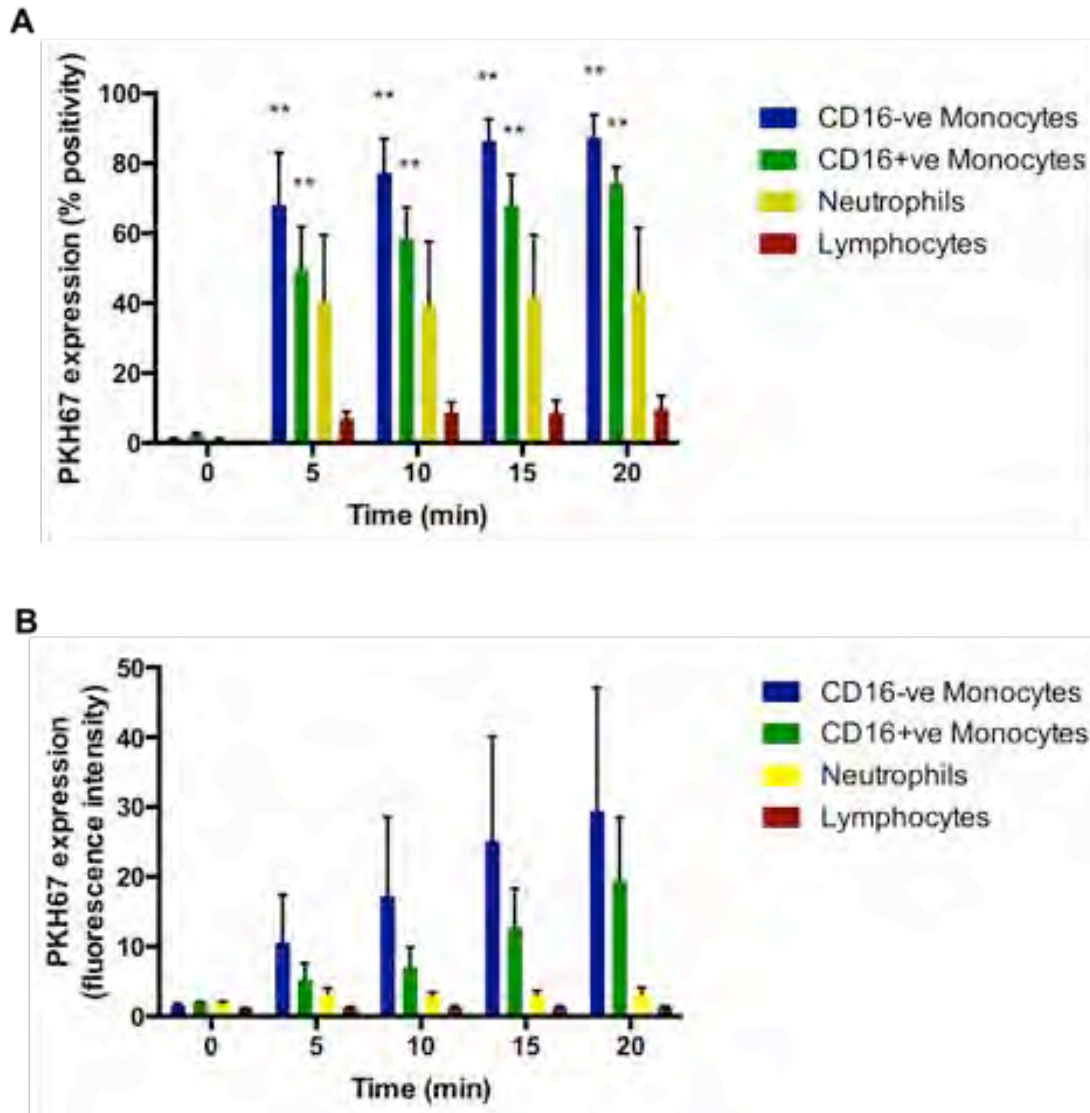 A
PKH67 expression (% positivity)
100
80
60
40
20
0
** ** ** ** ** ** ** **
0 5 10 15 20
Time (min)
CD16-ve Monocytes
CD16+ve Monocytes
Neutrophils
Lymphocytes
B
PKH67 expression
(fluorescence intensity)
50
40
30
20
10
0
0 5 10 15 20
Time (min)
CD16-ve Monocytes
CD16+ve Monocytes
Neutrophils
Lymphocytes